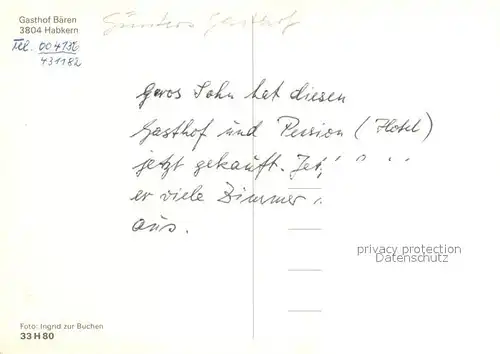 Gasthof Bären
3804 Habkern
Tel. 004136
431182
Günters Gasthof
Geros Sohn hat diesen
Gasthof und Pension (Hotel)
jetzt gekauft.
er viele Zimmer
aus.
privacy protection
Datenschutz
Foto: Ingrid zur Buchen
33 H 80